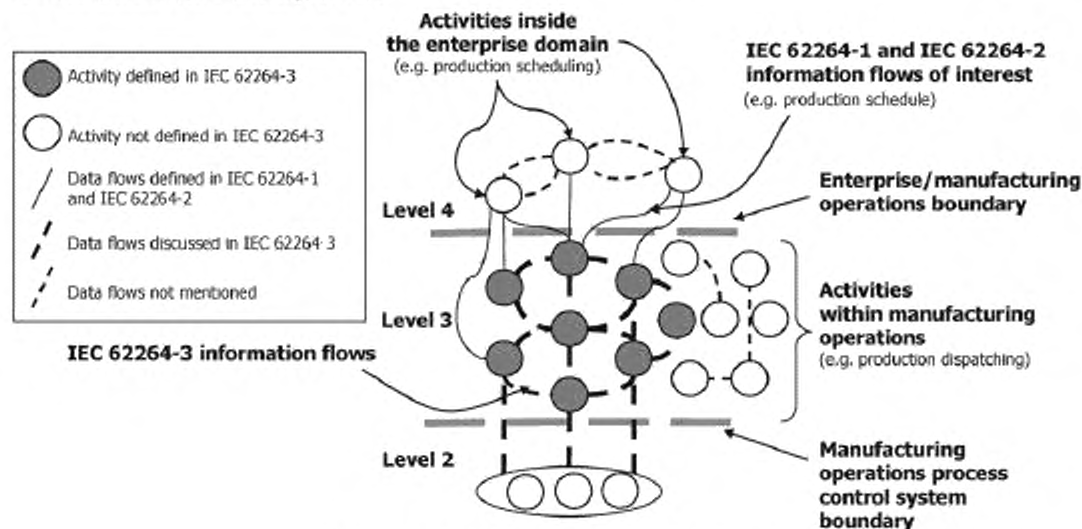 Activities inside
the enterprise domain
(e.g. production scheduling)
IEC 62264-1 and IEC 62264-2
information flows of interest
(e.g. production schedule)
Activity defined in IEC 62264-3
Activity not defined in IEC 62264-3
Data flows defined in IEC 62264-1
and IEC 62264-2
Data flows discussed in IEC 62264-3
Data flows not mentioned
Level 4
Enterprise/manufacturing
operations boundary
Level 3
Activities
within manufacturing
operations
(e.g. production dispatching)
IEC 62264-3 information flows
Level 2
Manufacturing
operations process
control system
boundary